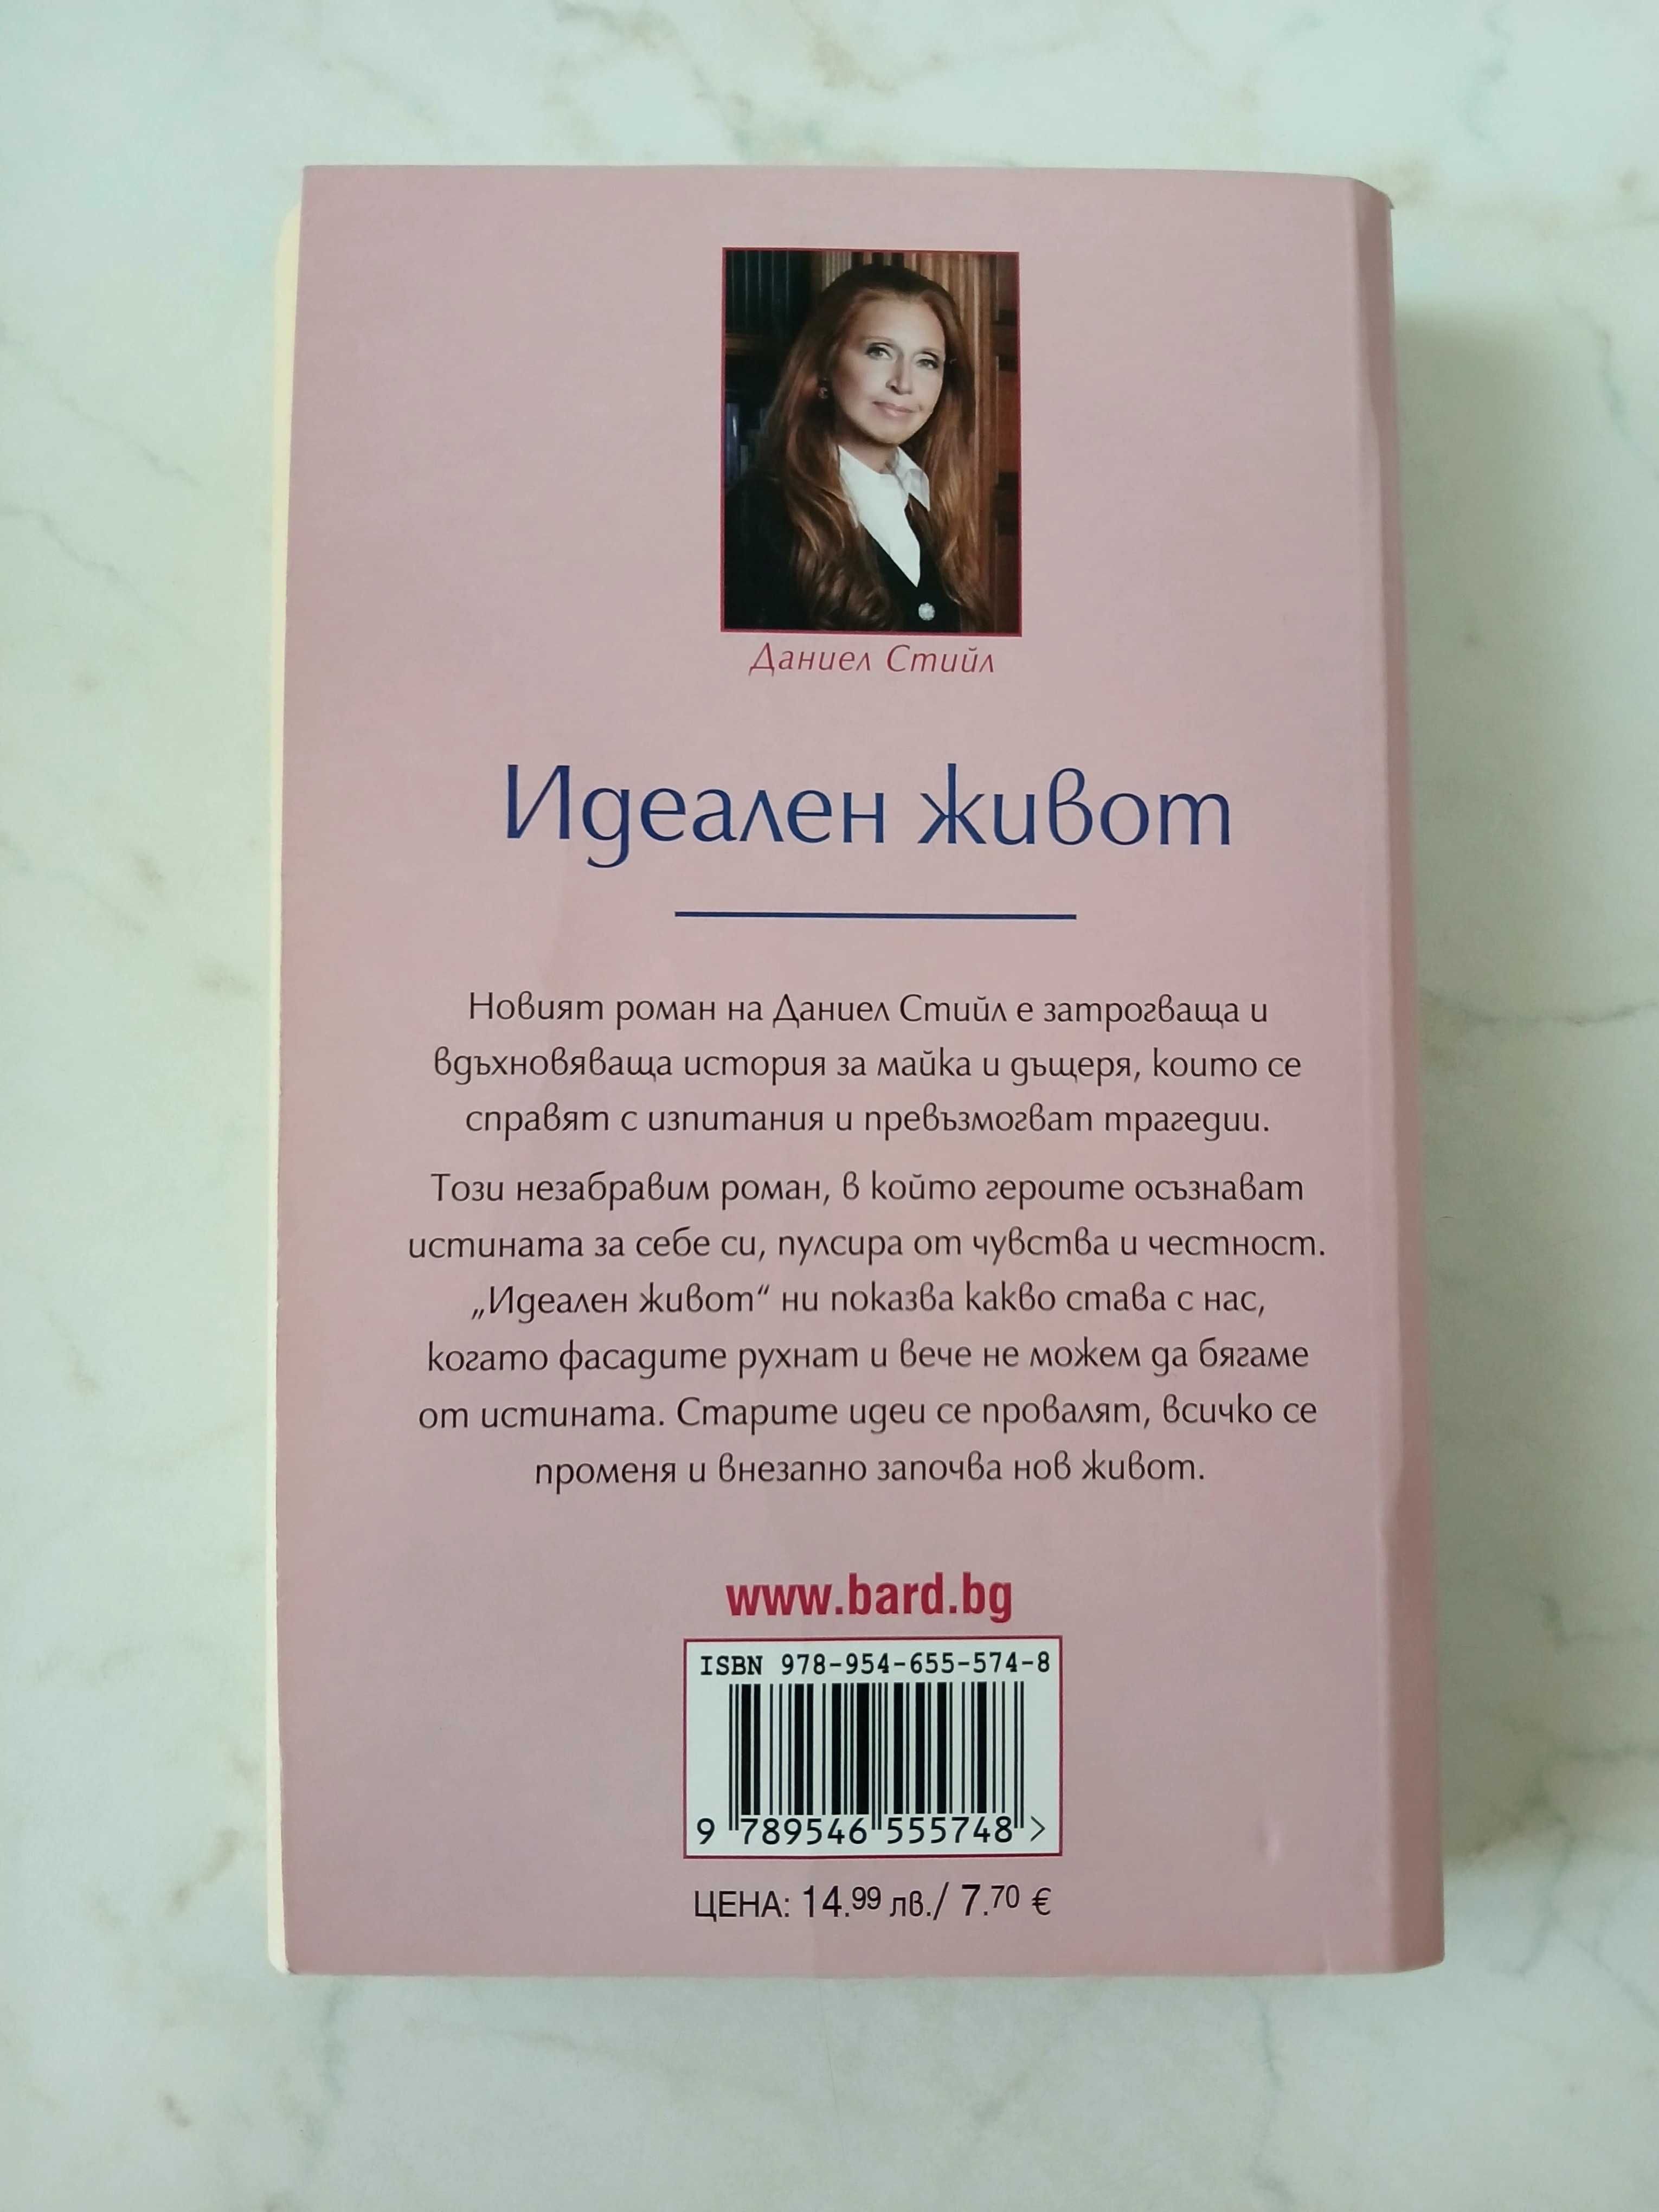 Даниел Стийл
Идеален живот
Новият роман на Даниел Стийл е затрогваща и
вдъхновяваща история за майка и дъщеря, които се
справят с изпитания и превъзмогват трагедии.
Този незабравим роман, в който героите осъзнават
истината за себе си, пулсира от чувства и честност.
„Идеален живот“ ни показва какво става с нас,
когато фасадите рухнат и вече не можем да бягаме
от истината. Старите идеи се провалят, всичко се
променя и внезапно започва нов живот.
www.bard.bg
ISBN 978-954-655-574-8
9 789546 555748 >
ЦЕНА: 14.99 лв./ 7.70 €